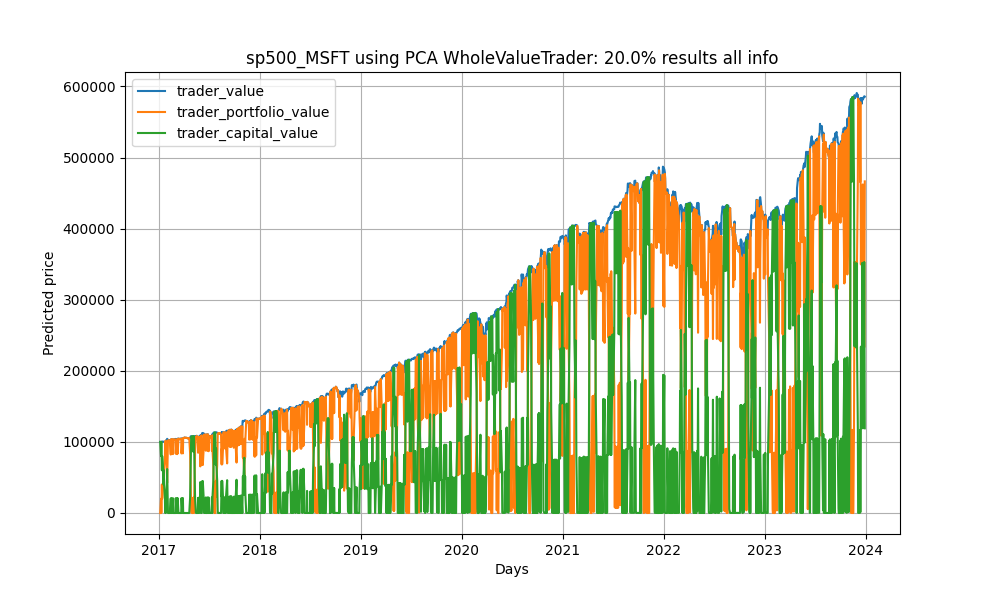 sp500_MSFT using PCA WholeValueTrader: 20.0% results all info
trader_value
trader_portfolio_value
trader_capital_value
600000
500000
400000
300000
200000
100000
0
Predicted price
2017 2018 2019 2020 2021 2022 2023 2024
Days